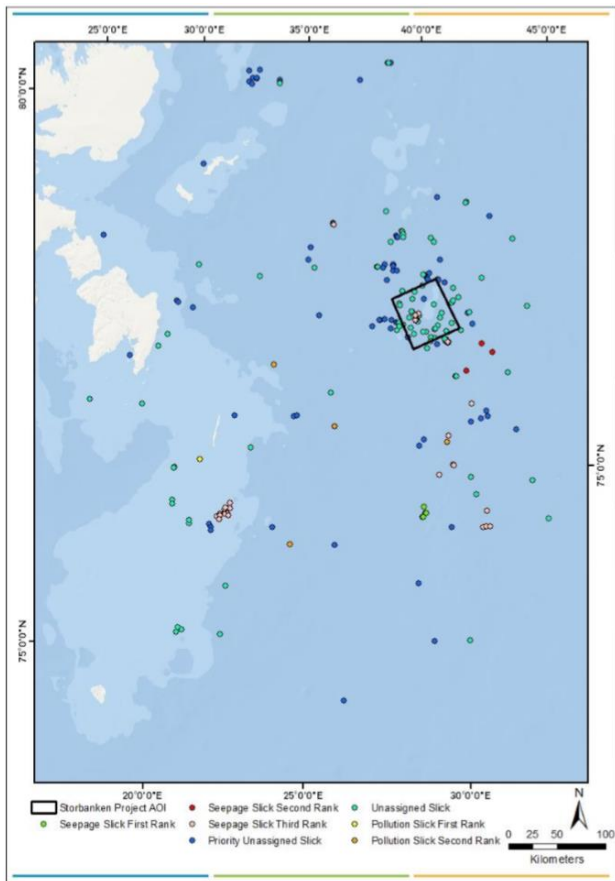 25°0'0"E 30°0'0"E 35°0'0"E 40°0'0"E 45°0'0"E
80°0'0"N
75°0'0"N
75°0'0"N
20°0'0"E 25°0'0"E 30°0'0"E
Storbanken Project AOI Seepage Slick Second Rank Unassigned Slick N
Seepage Slick First Rank Seepage Slick Third Rank Pollution Slick First Rank
Priority Unassigned Slick Pollution Slick Second Rank
0 25 50 100
Kilometers